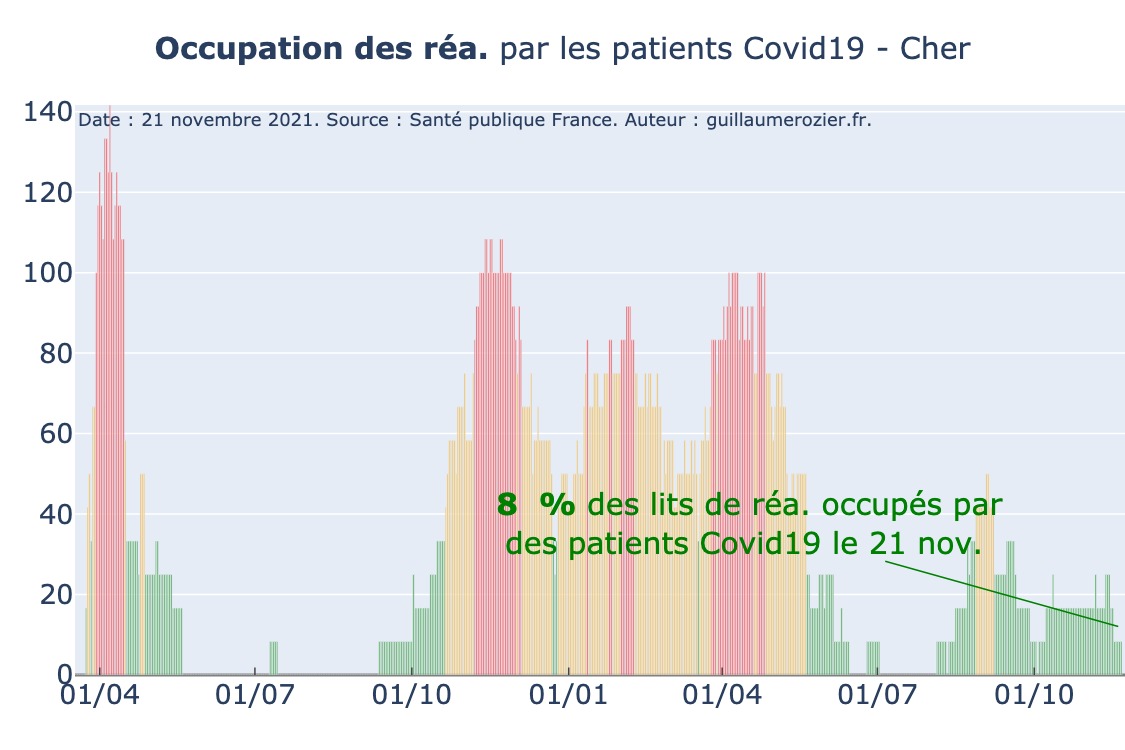 Occupation des réa. par les patients Covid19 - Cher
Date : 21 novembre 2021. Source : Santé publique France. Auteur : guillaumerozier.fr.
140
120
100
80
60
40
20
0
8 % des lits de réa. occupés par
des patients Covid19 le 21 nov.
01/04 01/07 01/10 01/01 01/04 01/07 01/10